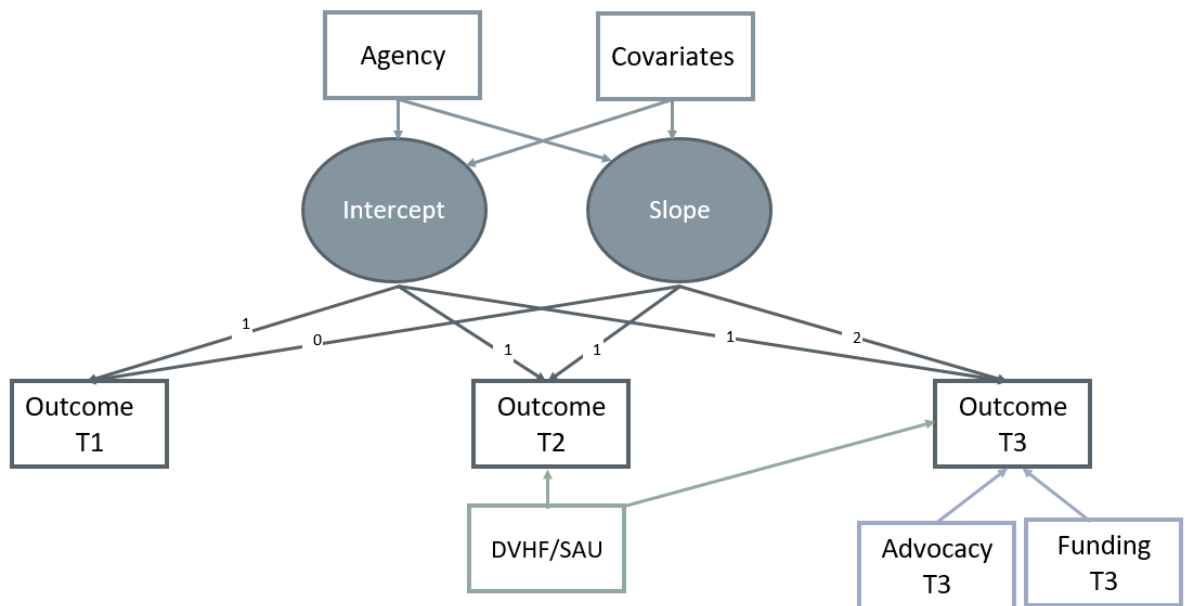 Agency
Covariates
Intercept
Slope
1
0
1
1
1
2
Outcome
T1
Outcome
T2
Outcome
T3
DVHF/SAU
Advocacy
T3
Funding
T3